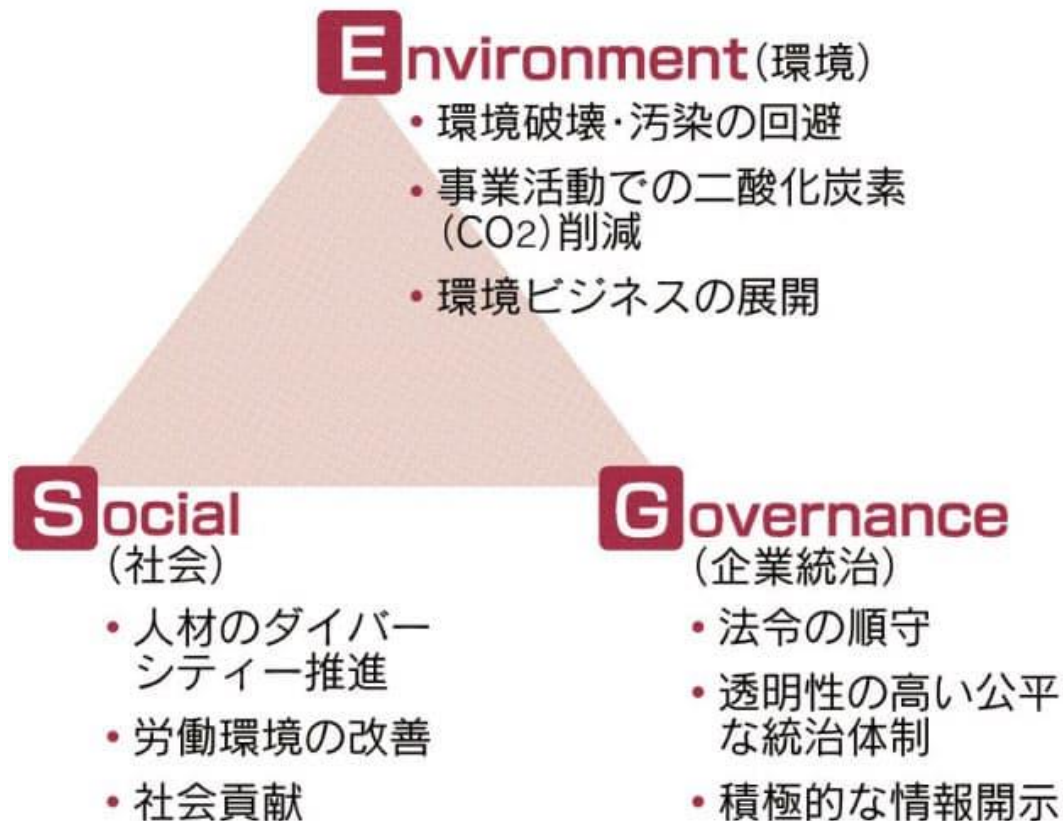 Environment(環境)
• 環境破壊･汚染の回避
• 事業活動での二酸化炭素
(CO2)削減
• 環境ビジネスの展開
Social
(社会)
• 人材のダイバー
シティー推進
• 労働環境の改善
• 社会貢献
Governance
(企業統治)
• 法令の順守
• 透明性の高い公平
な統治体制
• 積極的な情報開示